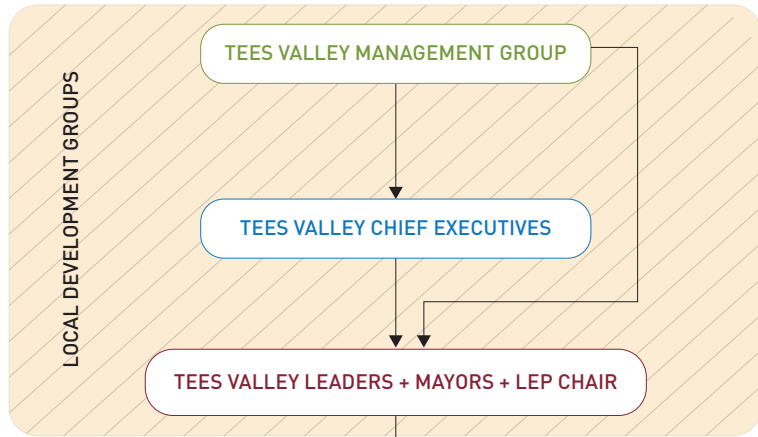 TEES VALLEY MANAGEMENT GROUP
LOCAL DEVELOPMENT GROUPS
TEES VALLEY CHIEF EXECUTIVES
TEES VALLEY LEADERS + MAYORS + LEP CHAIR